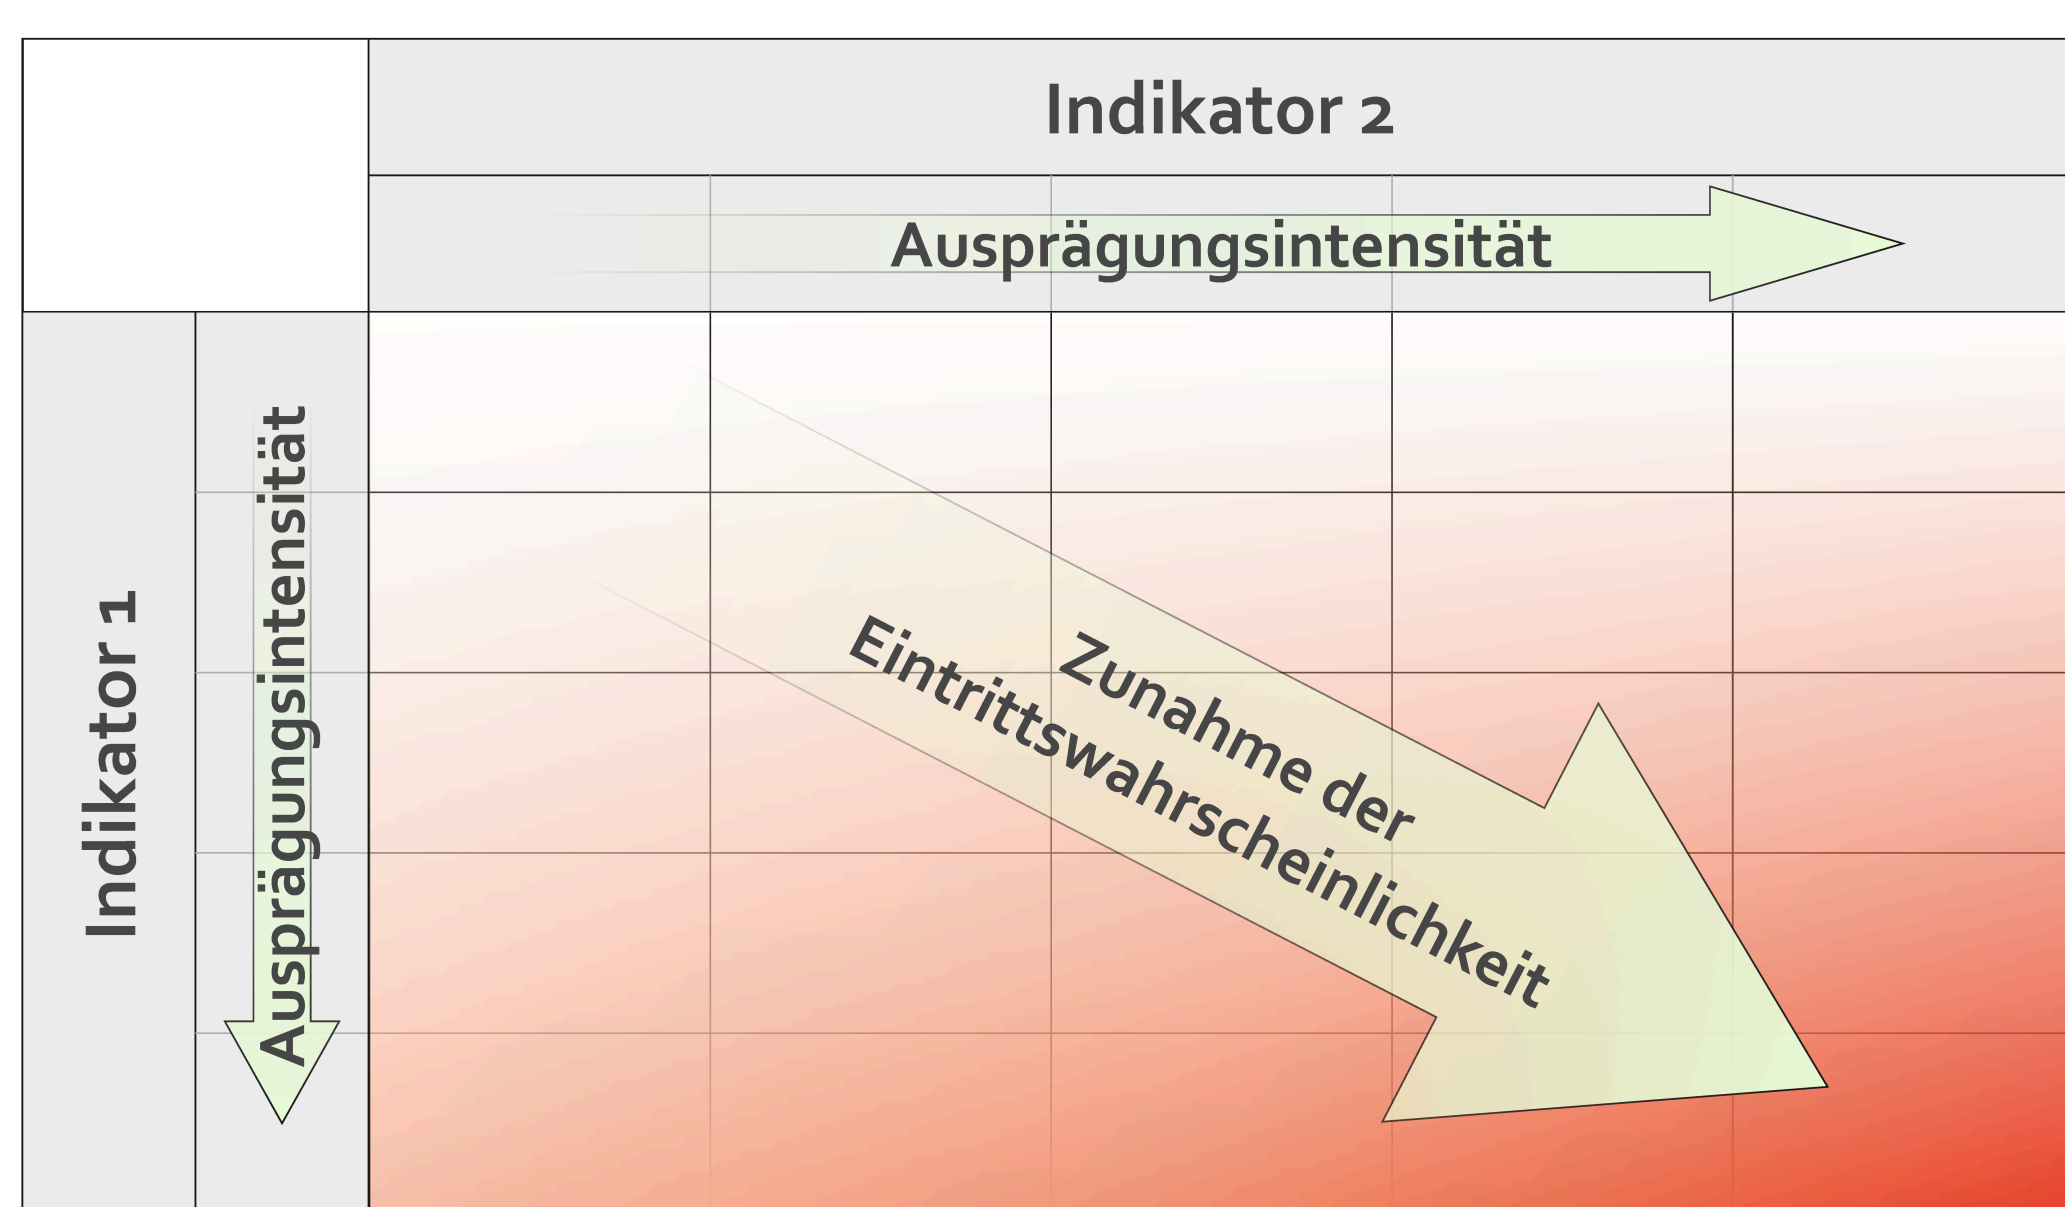 Indikator 2
Ausprägungsintensität
Indikator 1
Ausprägungsintensität
Zunahme der
Eintrittswahrscheinlichkeit